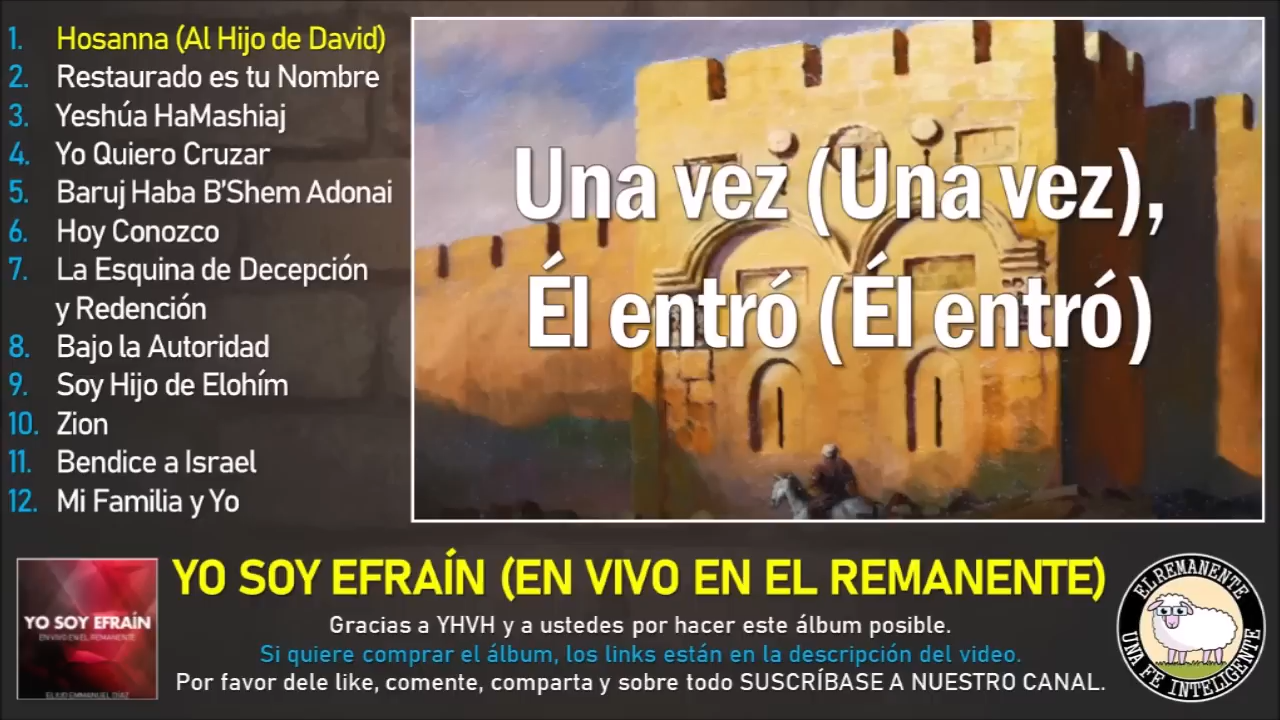 1. Hosanna (Al Hijo de David)
2. Restaurado es tu Nombre
3. Yeshúa HaMashiaj
4. Yo Quiero Cruzar
5. Baruj Haba B'Shem Adonai
6. Hoy Conozco
7. La Esquina de Decepción
y Redención
8. Bajo la Autoridad
9. Soy Hijo de Elohím
10. Zion
11. Bendice a Israel
12. Mi Familia y Yo
Una vez (Una vez),
Él entró (Él entró)
YO SOY EFRAÍN
EN VIVO EN EL REMANENTE
YO SOY EFRAÍN (EN VIVO EN EL REMANENTE)
Gracias a YHVH y a ustedes por hacer este álbum posible.
Si quiere comprar el álbum, los links están en la descripción del video.
Por favor dele like, comente, comparta y sobre todo SUSCRÍBASE A NUESTRO CANAL.
EL REMANENTE
UNA FE INTELIGENTE